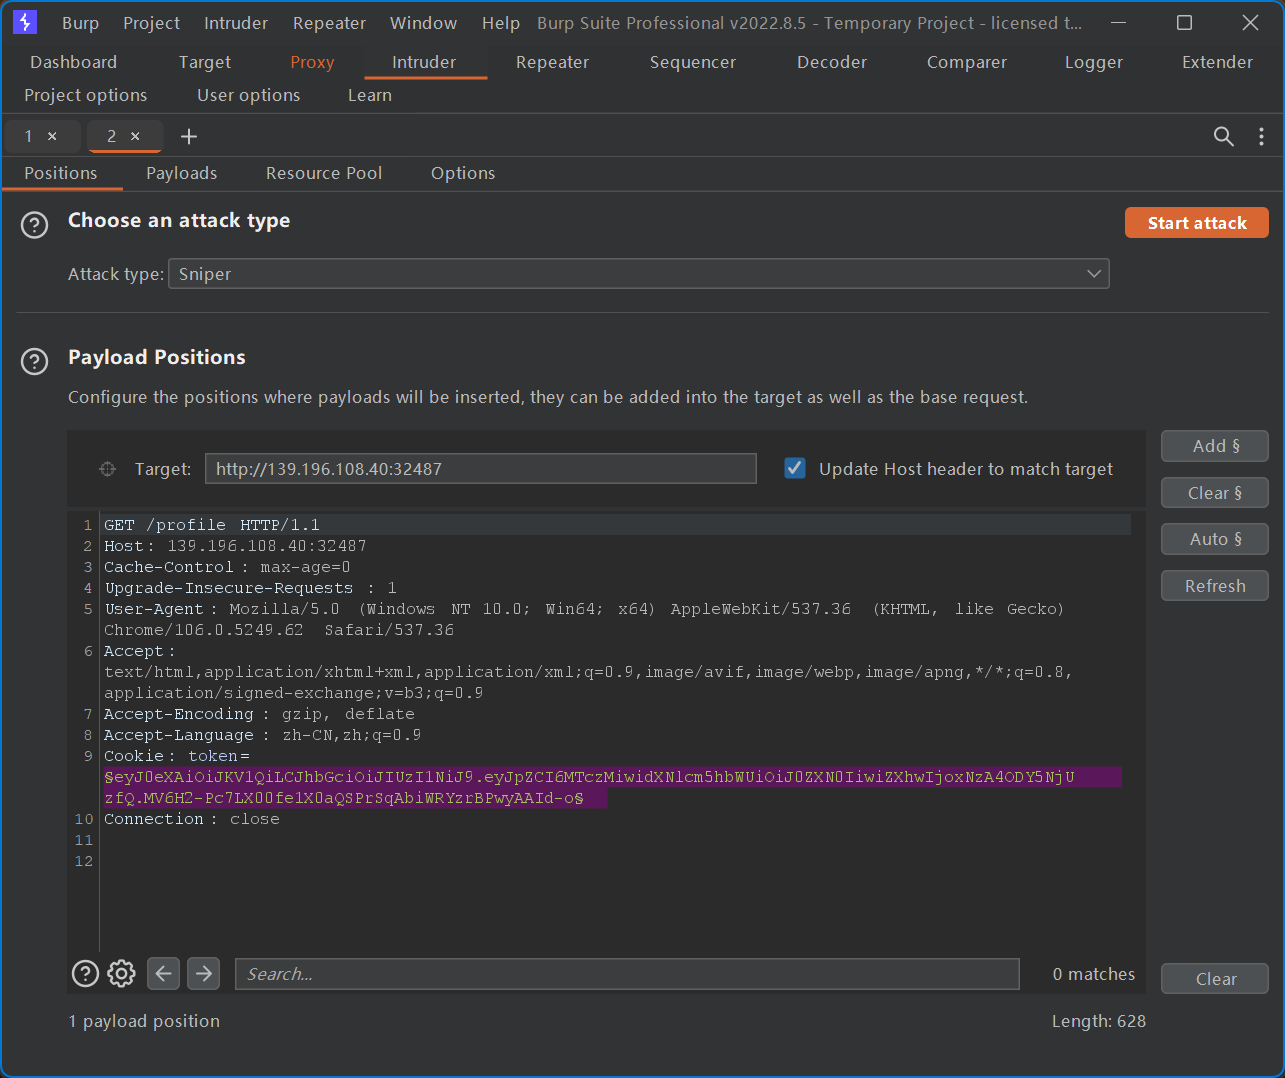 Burp Project Intruder Repeater Window Help Burp Suite Professional v2022.8.5 - Temporary Project - licensed t...
Dashboard Target Proxy Intruder Repeater Sequencer Decoder Comparer Logger Extender
Project options User options Learn
1 × 2 × +
Positions Payloads Resource Pool Options
? Choose an attack type Start attack
Attack type: Sniper
? Payload Positions
Configure the positions where payloads will be inserted, they can be added into the target as well as the base request.
Add §
Target: http://139.196.108.40:32487 Update Host header to match target
Clear §
Auto §
Refresh
1 GET /profile HTTP/1.1
2 Host: 139.196.108.40:32487
3 Cache-Control: max-age=0
4 Upgrade-Insecure-Requests: 1
5 User-Agent: Mozilla/5.0 (Windows NT 10.0; Win64; x64) AppleWebKit/537.36 (KHTML, like Gecko)
Chrome/106.0.5249.62 Safari/537.36
6 Accept:
text/html,application/xhtml+xml,application/xml;q=0.9,image/avif,image/webp,image/apng,*/*;q=0.8,
application/signed-exchange;v=b3;q=0.9
7 Accept-Encoding: gzip, deflate
8 Accept-Language: zh-CN,zh;q=0.9
9 Cookie: token=
§eyJ0eXAiOiJKV1QiLCJhbGciOiJIUzI1NiJ9.eyJpZCI6MTczMiwidXNlcm5hbWUiOiJ0ZXN0IiwiZXhwIjoxNzA4ODY5NjU
zfQ.MV6H2-Pc7LX00fe1X0aQSPrSqAbiWRYzrBPwyAAId-o§
10 Connection: close
11
12
? Search... 0 matches Clear
1 payload position Length: 628